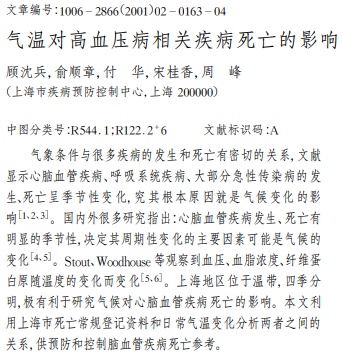 文章编号:1006-2866(2001)02-0163-04
气温对高血压病相关疾病死亡的影响
顾沈兵,俞顺章,付　华,宋桂香,周　峰
(上海市疾病预防控制中心,上海 200000)
中图分类号:R544.1;R122.2+6　　文献标识码:A
气象条件与很多疾病的发生和死亡有密切的关系,文献
显示心脑血管疾病、呼吸系统疾病、大部分急性传染病的发
生、死亡呈季节性变化,究其根本原因就是气候变化的影
响[1、2、3]。国内外很多研究指出:心脑血管疾病发生、死亡有
明显的季节性,决定其周期性变化的主要因素可能是气候的
变化[4、5]。Stout、Woodhouse 等观察到血压、血脂浓度,纤维蛋
白原随温度的变化而变化[5、6]。上海地区位于温带,四季分
明,极有利于研究气候对心脑血管疾病死亡的影响。本文利
用上海市死亡常规登记资料和日常气温变化分析两者之间的
关系,供预防和控制脑血管疾病死亡参考。